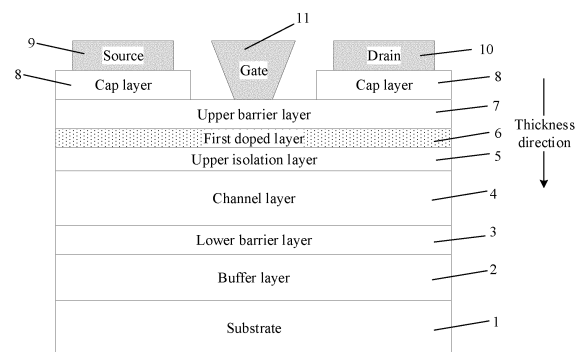 11
9
Source
Gate
Drain
10
8
Cap layer
Cap layer
8
Upper barrier layer
7
First doped layer
6
Upper isolation layer
5
Thickness
direction
Channel layer
4
Lower barrier layer
3
Buffer layer
2
Substrate
1